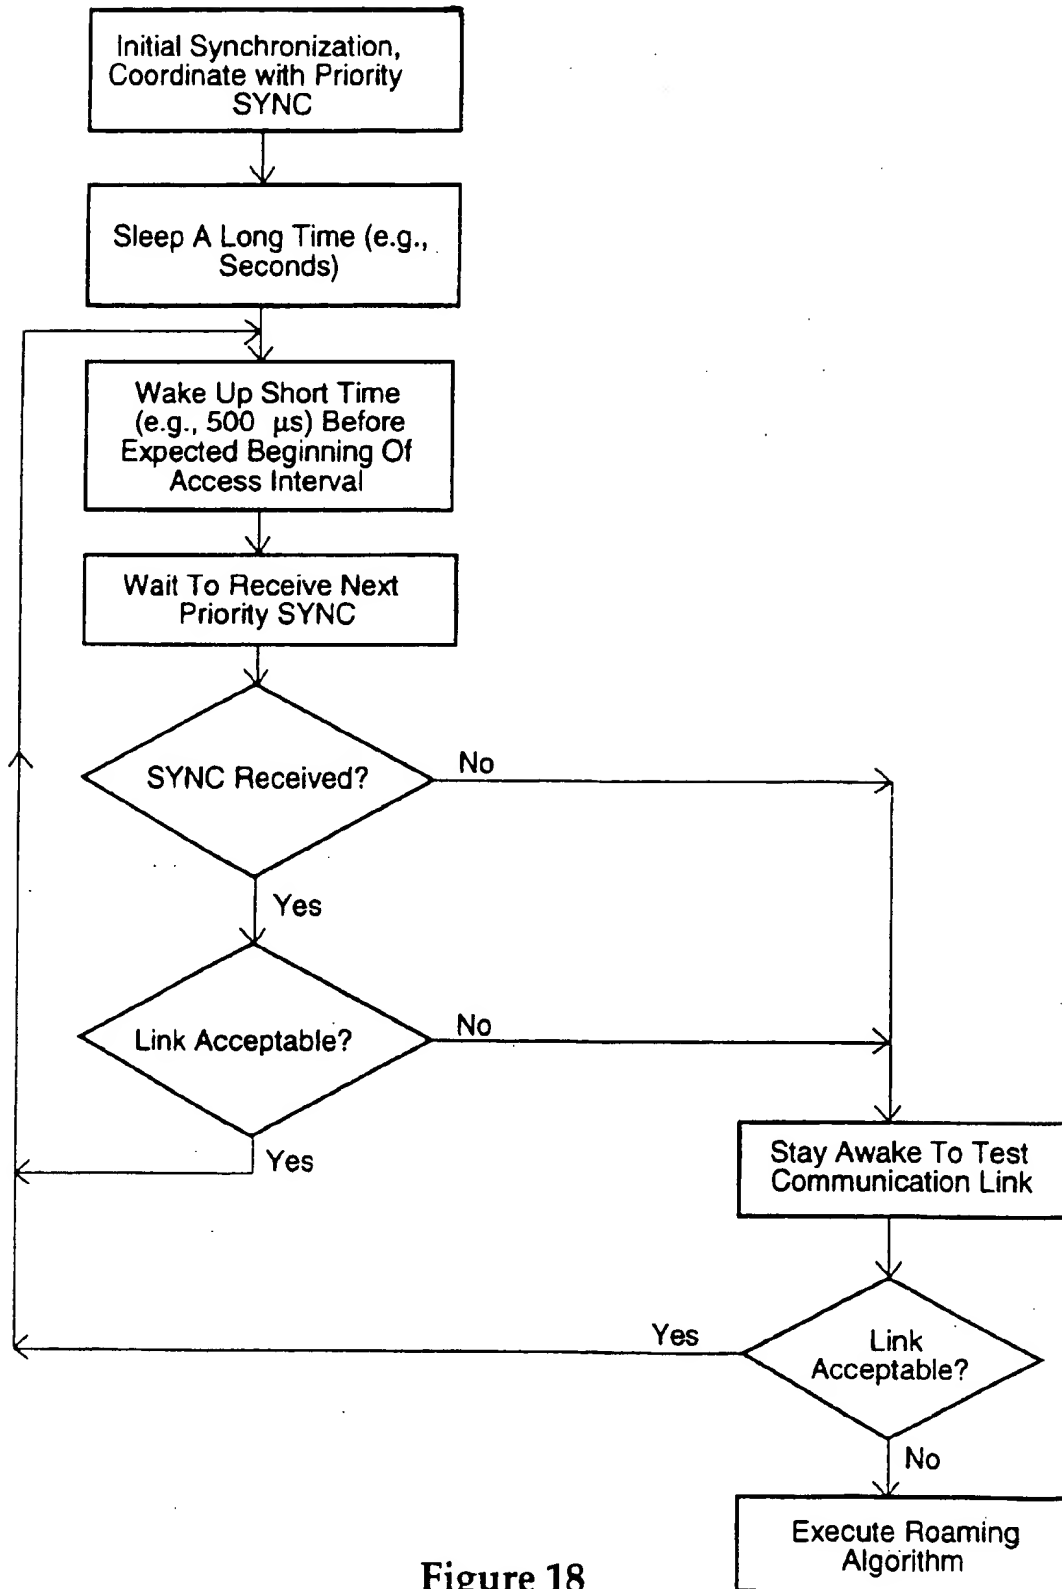 Initial Synchronization,
Coordinate with Priority
SYNC
Sleep A Long Time (e.g.,
Seconds)
Wake Up Short Time
(e.g., 500 μs) Before
Expected Beginning Of
Access Interval
Wait To Receive Next
Priority SYNC
SYNC Received?
No
Yes
Link Acceptable?
No
Yes
Stay Awake To Test
Communication Link
Link
Acceptable?
Yes
No
Execute Roaming
Algorithm
Figure 18